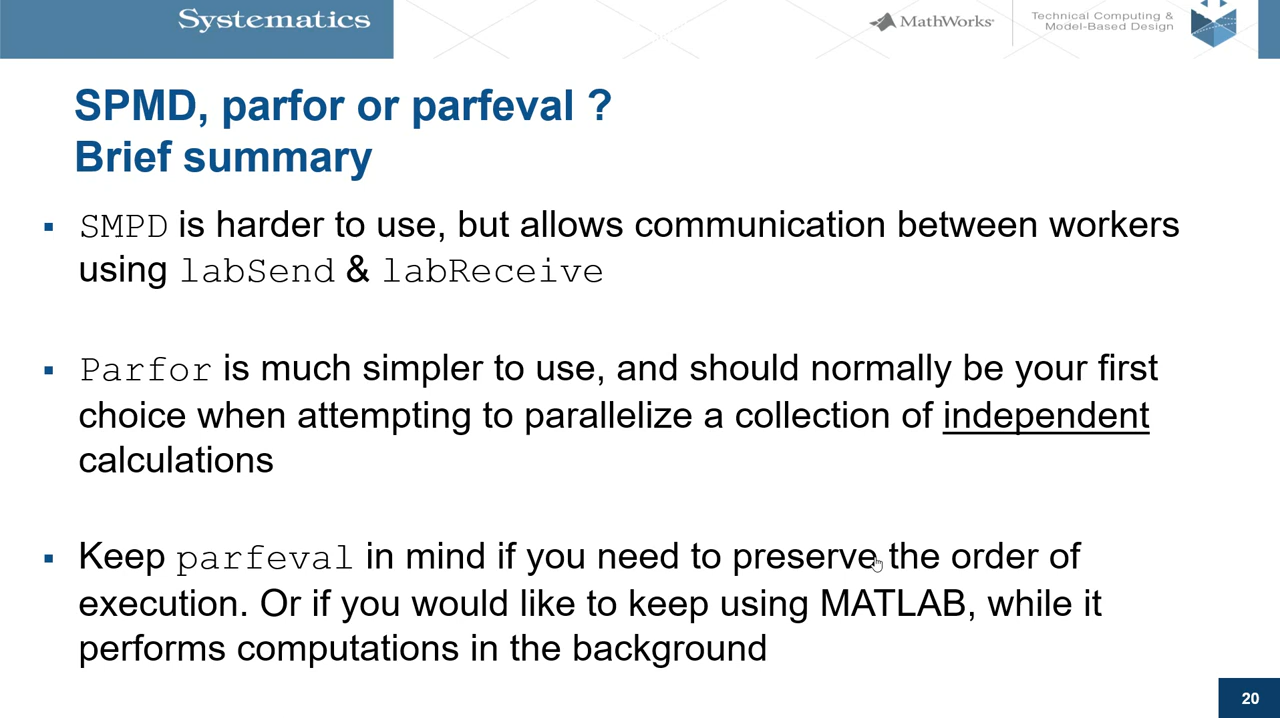 Systematics
MathWorks
Technical Computing &
Model-Based Design
SPMD, parfor or parfeval ?
Brief summary
▪ SMPD is harder to use, but allows communication between workers
using labSend & labReceive
▪ Parfor is much simpler to use, and should normally be your first
choice when attempting to parallelize a collection of independent
calculations
▪ Keep parfeval in mind if you need to preserve the order of
execution. Or if you would like to keep using MATLAB, while it
performs computations in the background
20